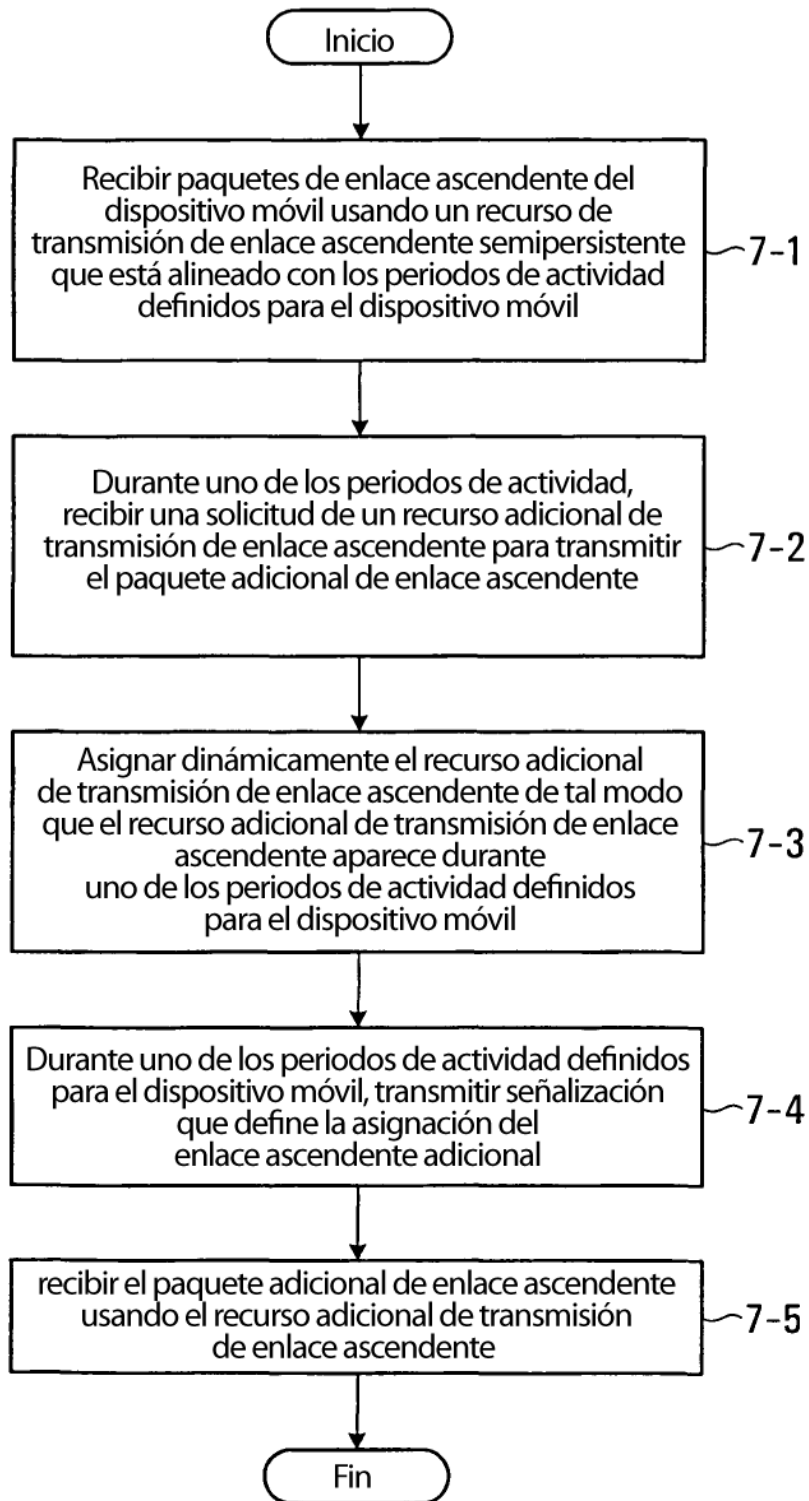 Inicio
Recibir paquetes de enlace ascendente del
dispositivo móvil usando un recurso de
transmisión de enlace ascendente semipersistente
que está alineado con los periodos de actividad
definidos para el dispositivo móvil
7-1
Durante uno de los periodos de actividad,
recibir una solicitud de un recurso adicional de
transmisión de enlace ascendente para transmitir
el paquete adicional de enlace ascendente
7-2
Asignar dinámicamente el recurso adicional
de transmisión de enlace ascendente de tal modo
que el recurso adicional de transmisión de enlace
ascendente aparece durante
uno de los periodos de actividad definidos
para el dispositivo móvil
7-3
Durante uno de los periodos de actividad definidos
para el dispositivo móvil, transmitir señalización
que define la asignación del
enlace ascendente adicional
7-4
recibir el paquete adicional de enlace ascendente
usando el recurso adicional de transmisión
de enlace ascendente
7-5
Fin